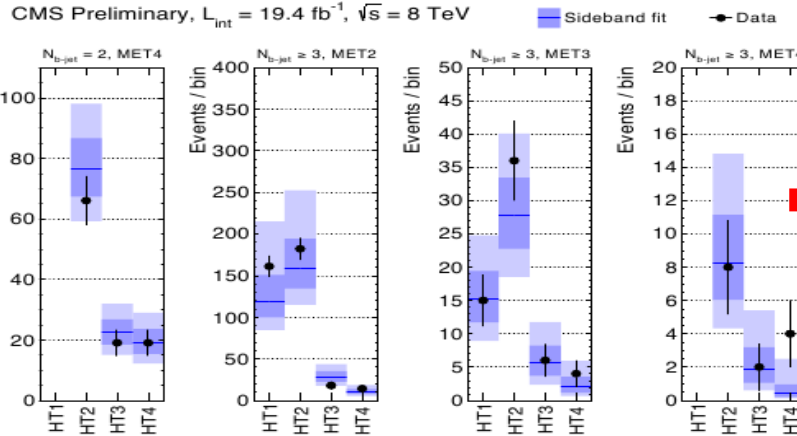 CMS Preliminary, L_int = 19.4 fb⁻¹, √s = 8 TeV
Sideband fit
Data
N_b-jet = 2, MET4
100
80
60
40
20
0
HT1 HT2 HT3 HT4
N_b-jet ≥ 3, MET2
Events / bin
400
350
300
250
200
150
100
50
0
HT1 HT2 HT3 HT4
N_b-jet ≥ 3, MET3
Events / bin
50
45
40
35
30
25
20
15
10
5
0
HT1 HT2 HT3 HT4
N_b-jet ≥ 3, MET4
Events / bin
20
18
16
14
12
10
8
6
4
2
0
HT1 HT2 HT3 HT4